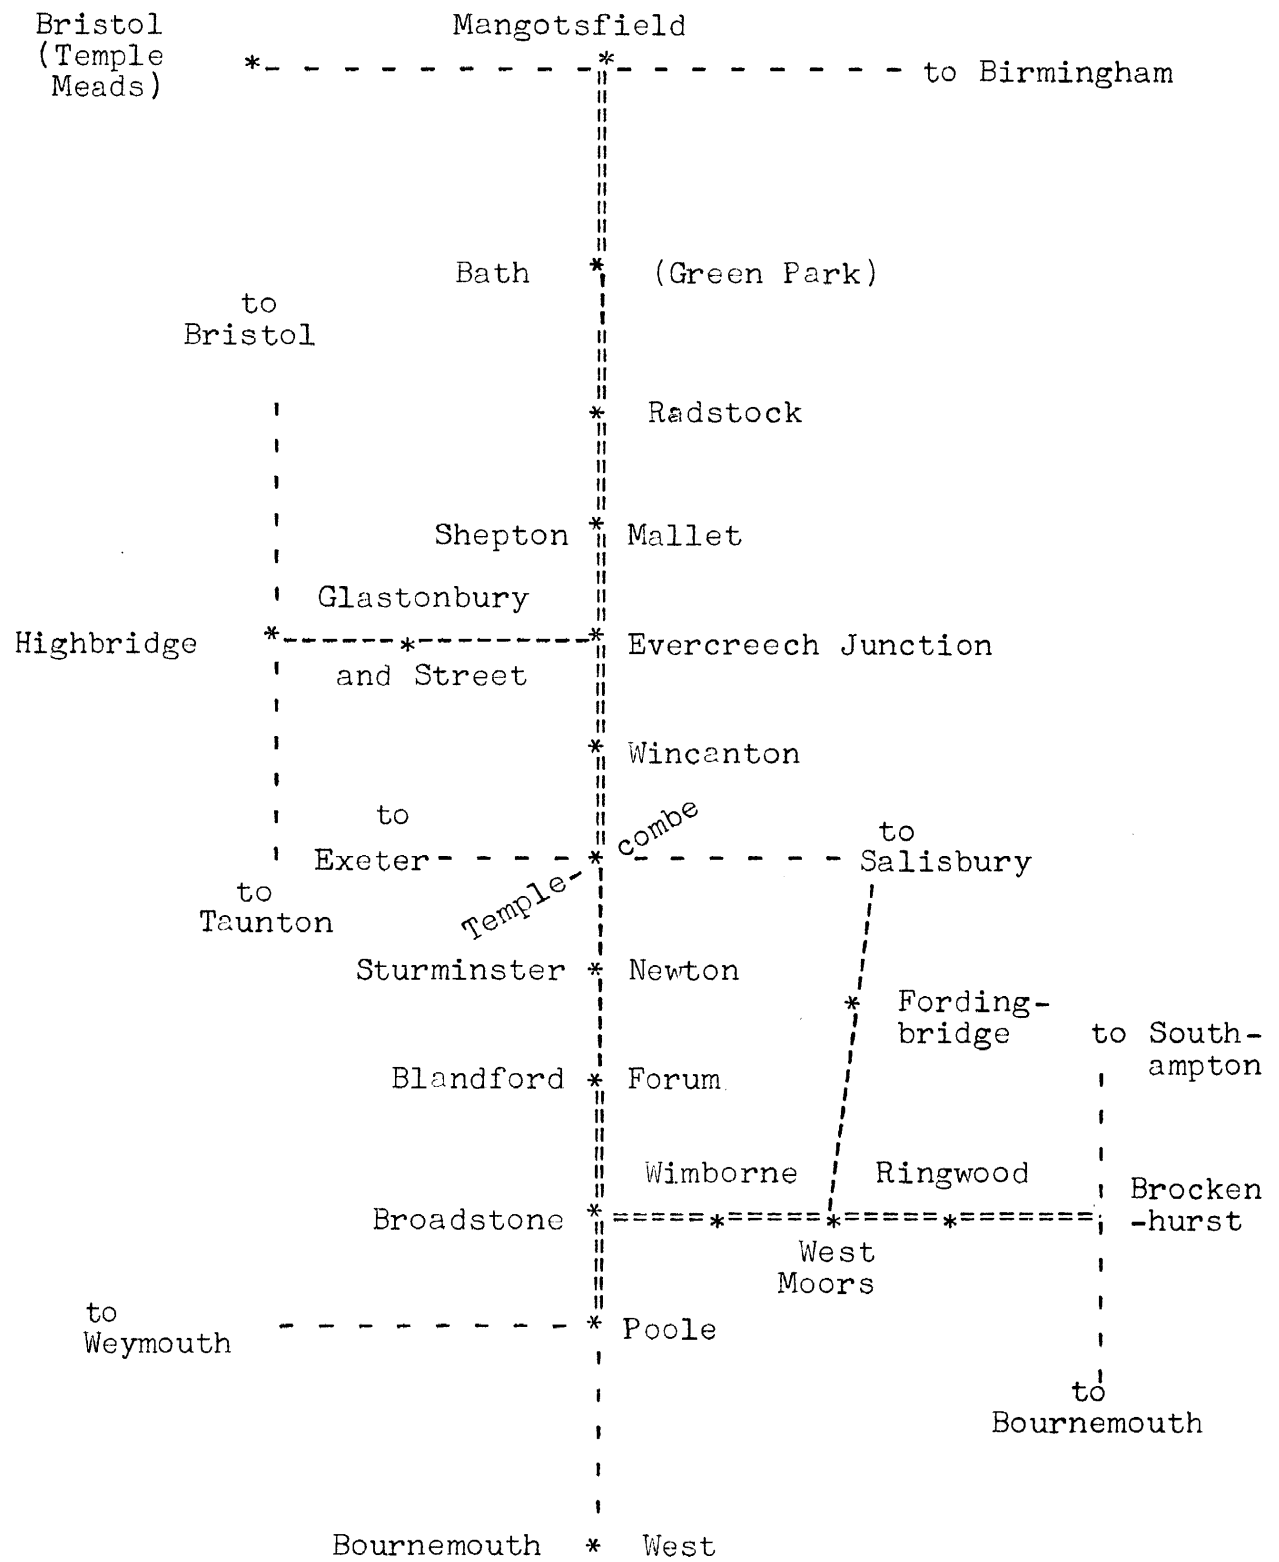 Bristol
(Temple
Meads)
Mangotsfield
to Birmingham
Bath (Green Park)
to
Bristol
Radstock
Shepton Mallet
Glastonbury
and Street
Highbridge
Evercreech Junction
Wincanton
to
Exeter
Temple-
combe
to
Salisbury
to
Taunton
Sturminster Newton
Fording-
bridge
to South-
ampton
Blandford Forum
Wimborne
Ringwood
Brocken
-hurst
Broadstone
West
Moors
to
Weymouth
Poole
to
Bournemouth
Bournemouth West